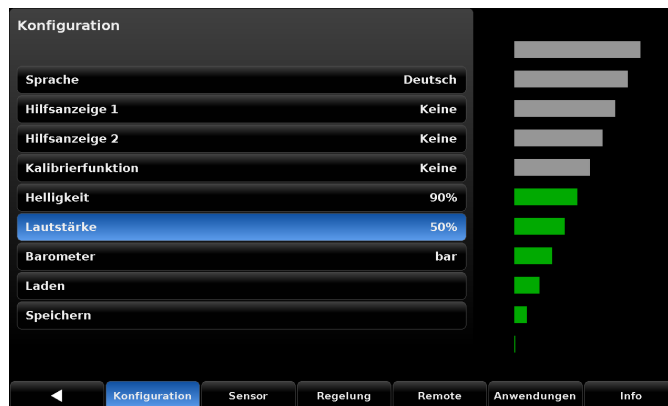 Konfiguration
Sprache Deutsch
Hilfsanzeige 1 Keine
Hilfsanzeige 2 Keine
Kalibrierfunktion Keine
Helligkeit 90%
Lautstärke 50%
Barometer bar
Laden
Speichern
Konfiguration Sensor Regelung Remote Anwendungen Info